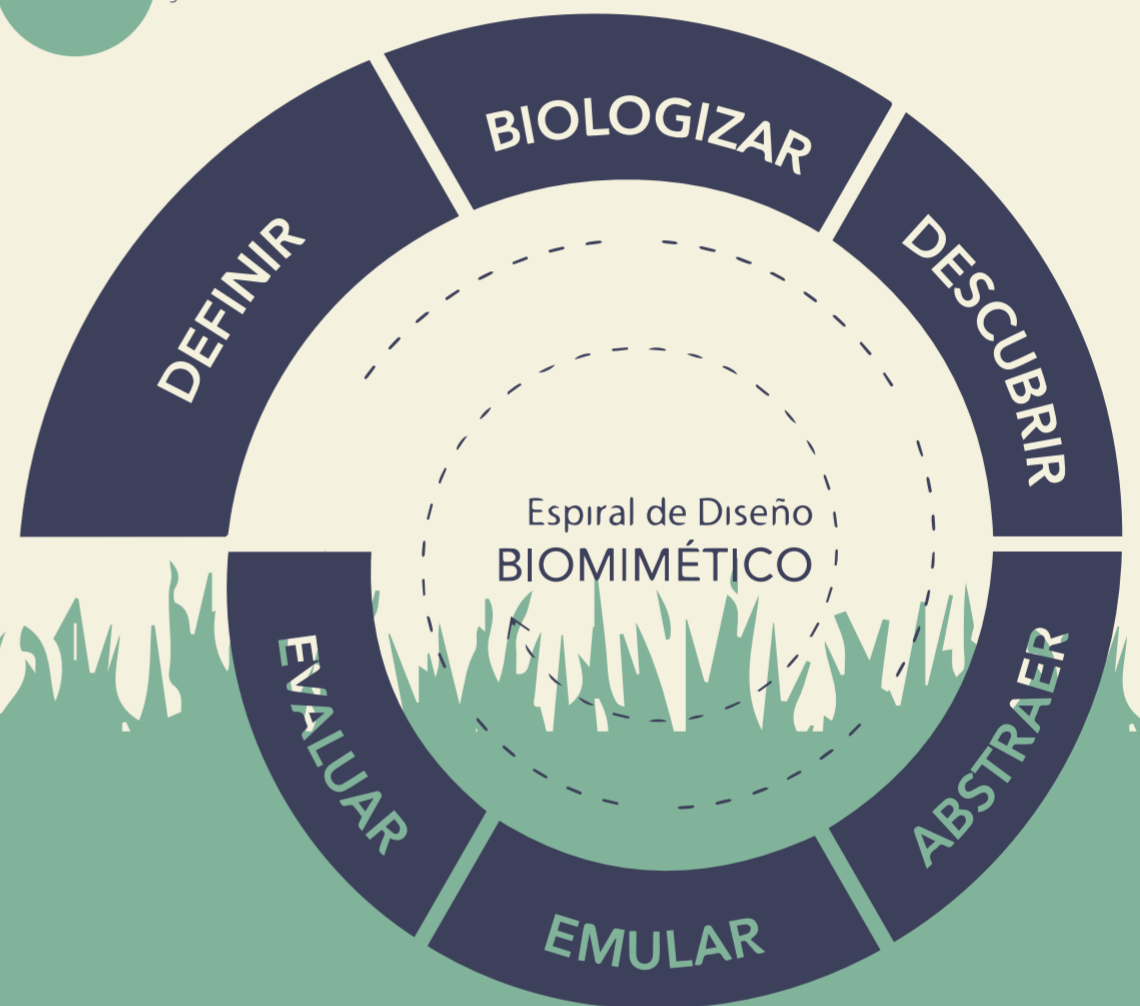 DEFINIR
BIOLOGIZAR
DESCUBRIR
Espiral de Diseño
BIOMIMÉTICO
ABSTRAER
EMULAR
EVALUAR